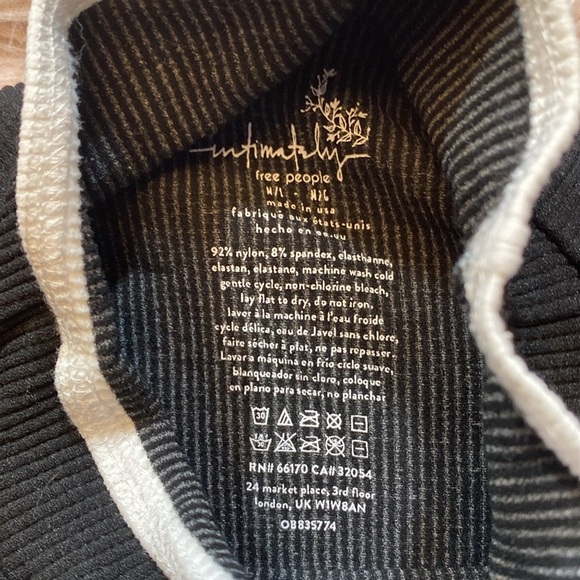 intimately
free people
M/L - M/G
made in usa
fabriqué aux états-unis
hecho en ee.uu
92% nylon, 8% spandex, elasthanne,
elastan, elastano, machine wash cold
gentle cycle, non-chlorine bleach,
lay flat to dry, do not iron.
laver à la machine à l'eau froide
cycle délica, eau de Javel sans chlore,
faire sécher à plat, ne pas repasser.
Lavar a máquina en frío ciclo suave,
blanqueador sin cloro, coloque
en plano para secar, no planchar
30
RN# 66170 CA# 32054
24 market place, 3rd floor
london, UK W1W8AN
OB835774